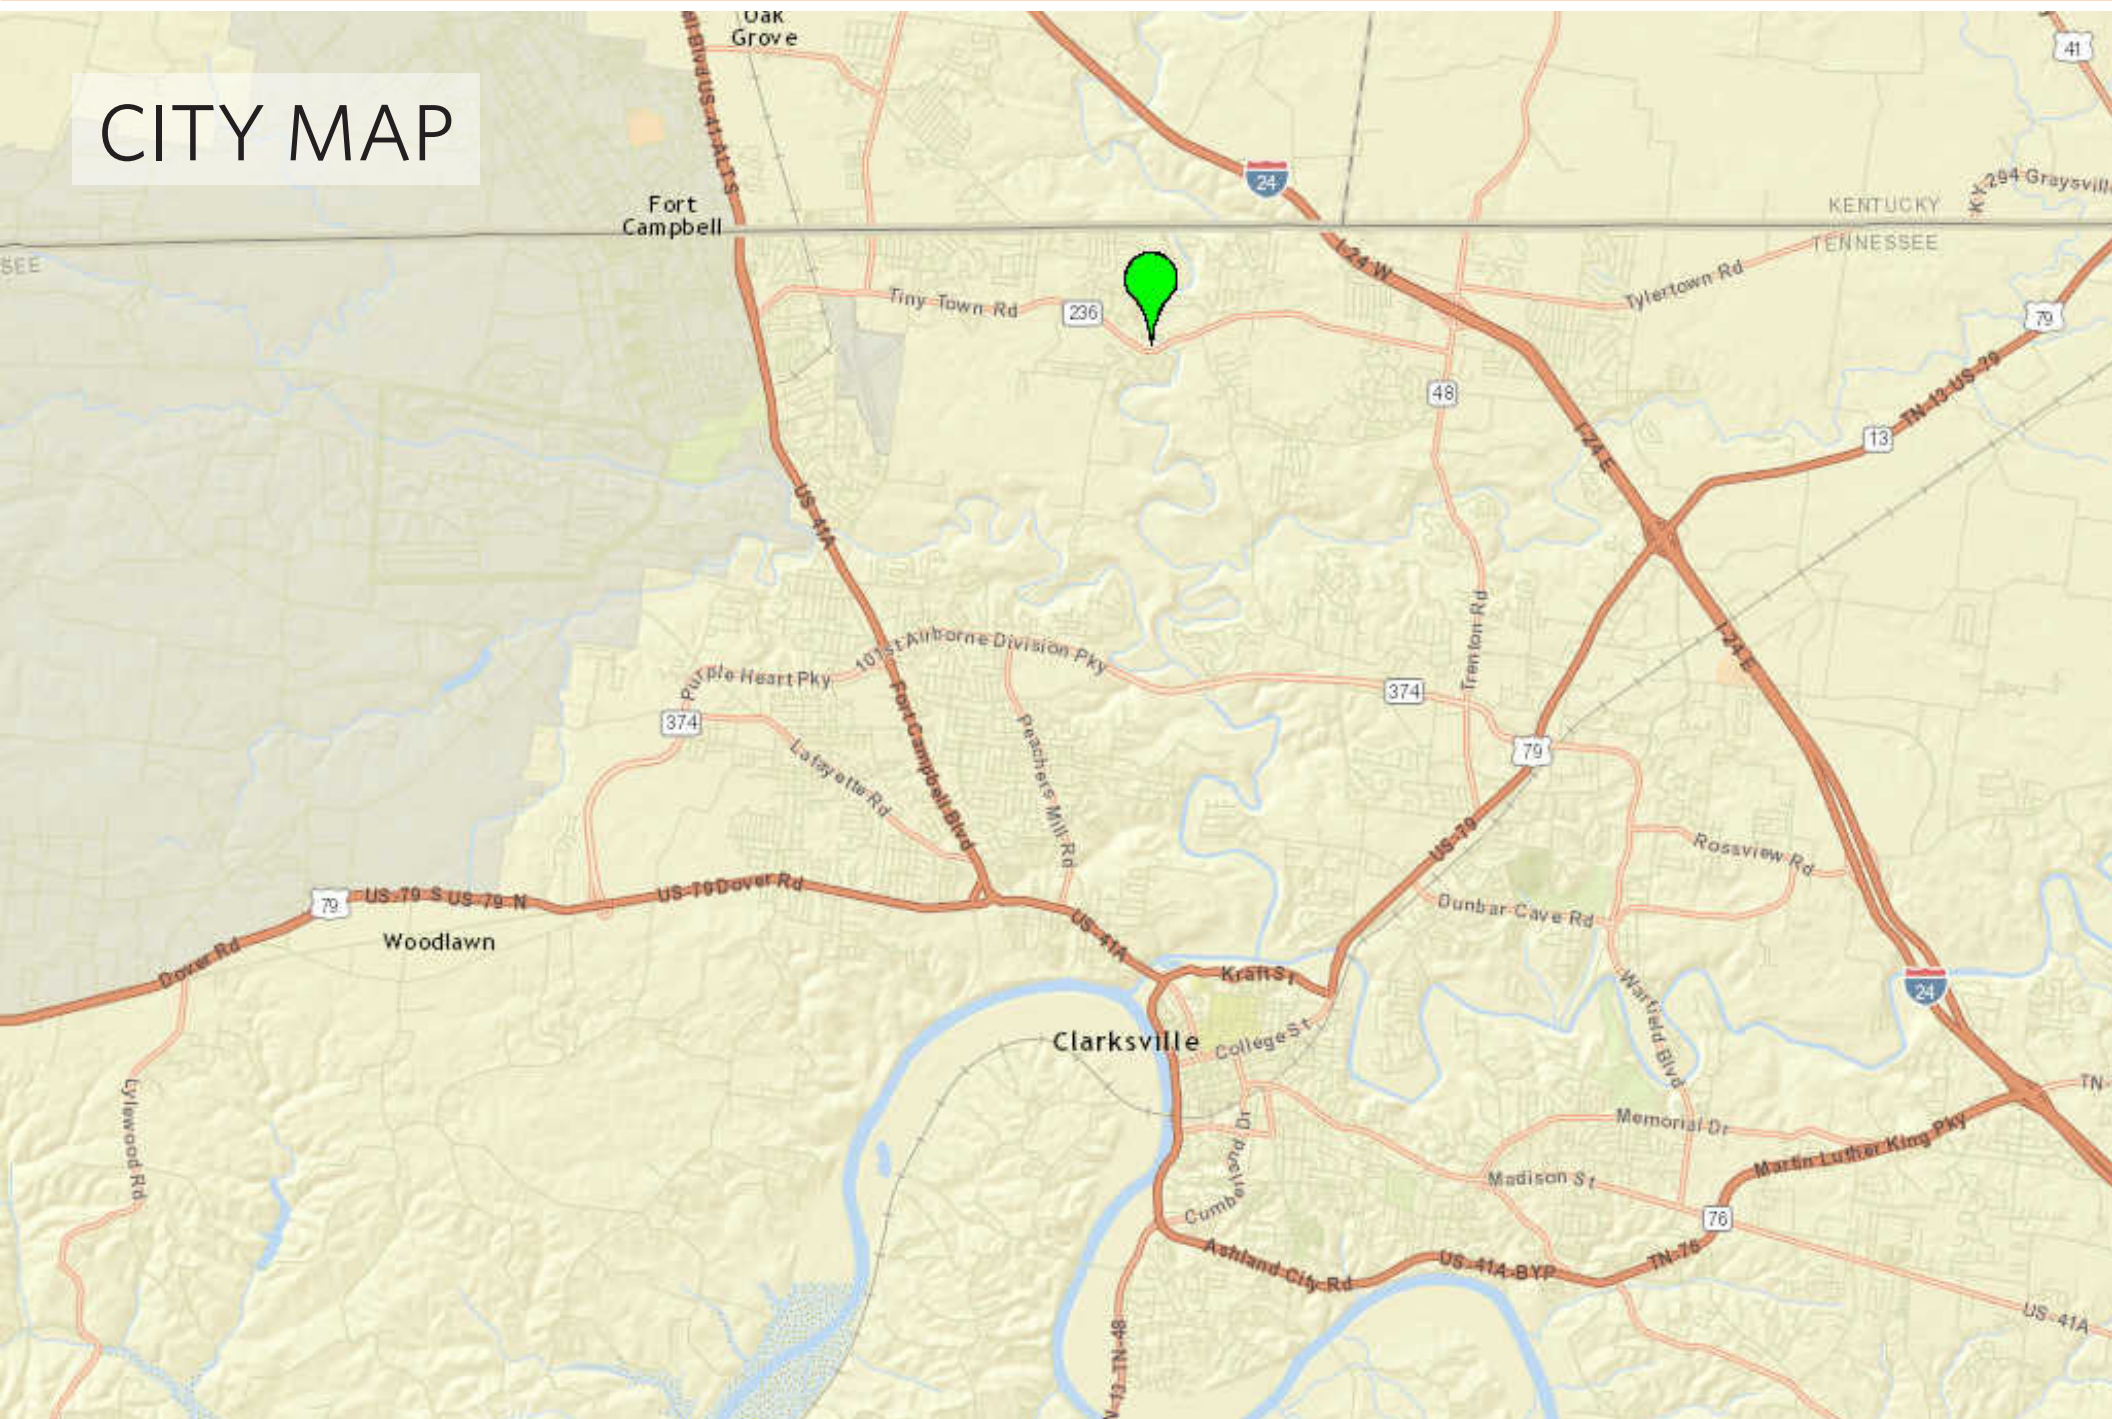 Oak
Grove
41
CITY MAP
US-41 ALT S
24
KY-294 Graysvill
Fort
Campbell
KENTUCKY
TENNESSEE
SEE
I-24 W
Tiny Town Rd
236
Tylertown Rd
79
48
TN-13 US-79
13
I-24 E
US-41A
Trenton Rd
I-24 E
101st Airborne Division Pky
Purple Heart Pky
374
374
Fort Campbell Blvd
Peachers Mill Rd
Lafayette Rd
79
US-79
Rossview Rd
US-79 S US-79 N
US-79 Dover Rd
79
Dunbar Cave Rd
Woodlawn
Dover Rd
US-41A
Kraft St
Warfield Blvd
24
Clarksville
College St
Lylewood Rd
TN-
Memorial Dr
Martin Luther King Pky
Cumberland Dr
Madison St
76
Ashland City Rd
US-41A-BYP
TN-76
US-41A
13 TN-48